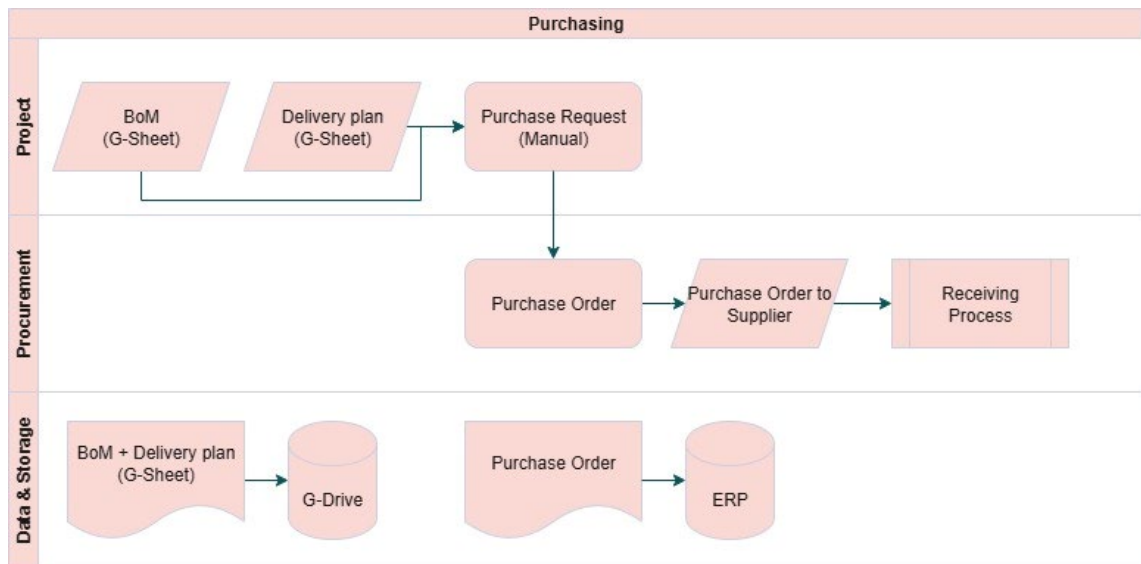 Purchasing
Project
BoM
(G-Sheet)
Delivery plan
(G-Sheet)
Purchase Request
(Manual)
Procurement
Purchase Order
Purchase Order to
Supplier
Receiving
Process
Data & Storage
BoM + Delivery plan
(G-Sheet)
G-Drive
Purchase Order
ERP